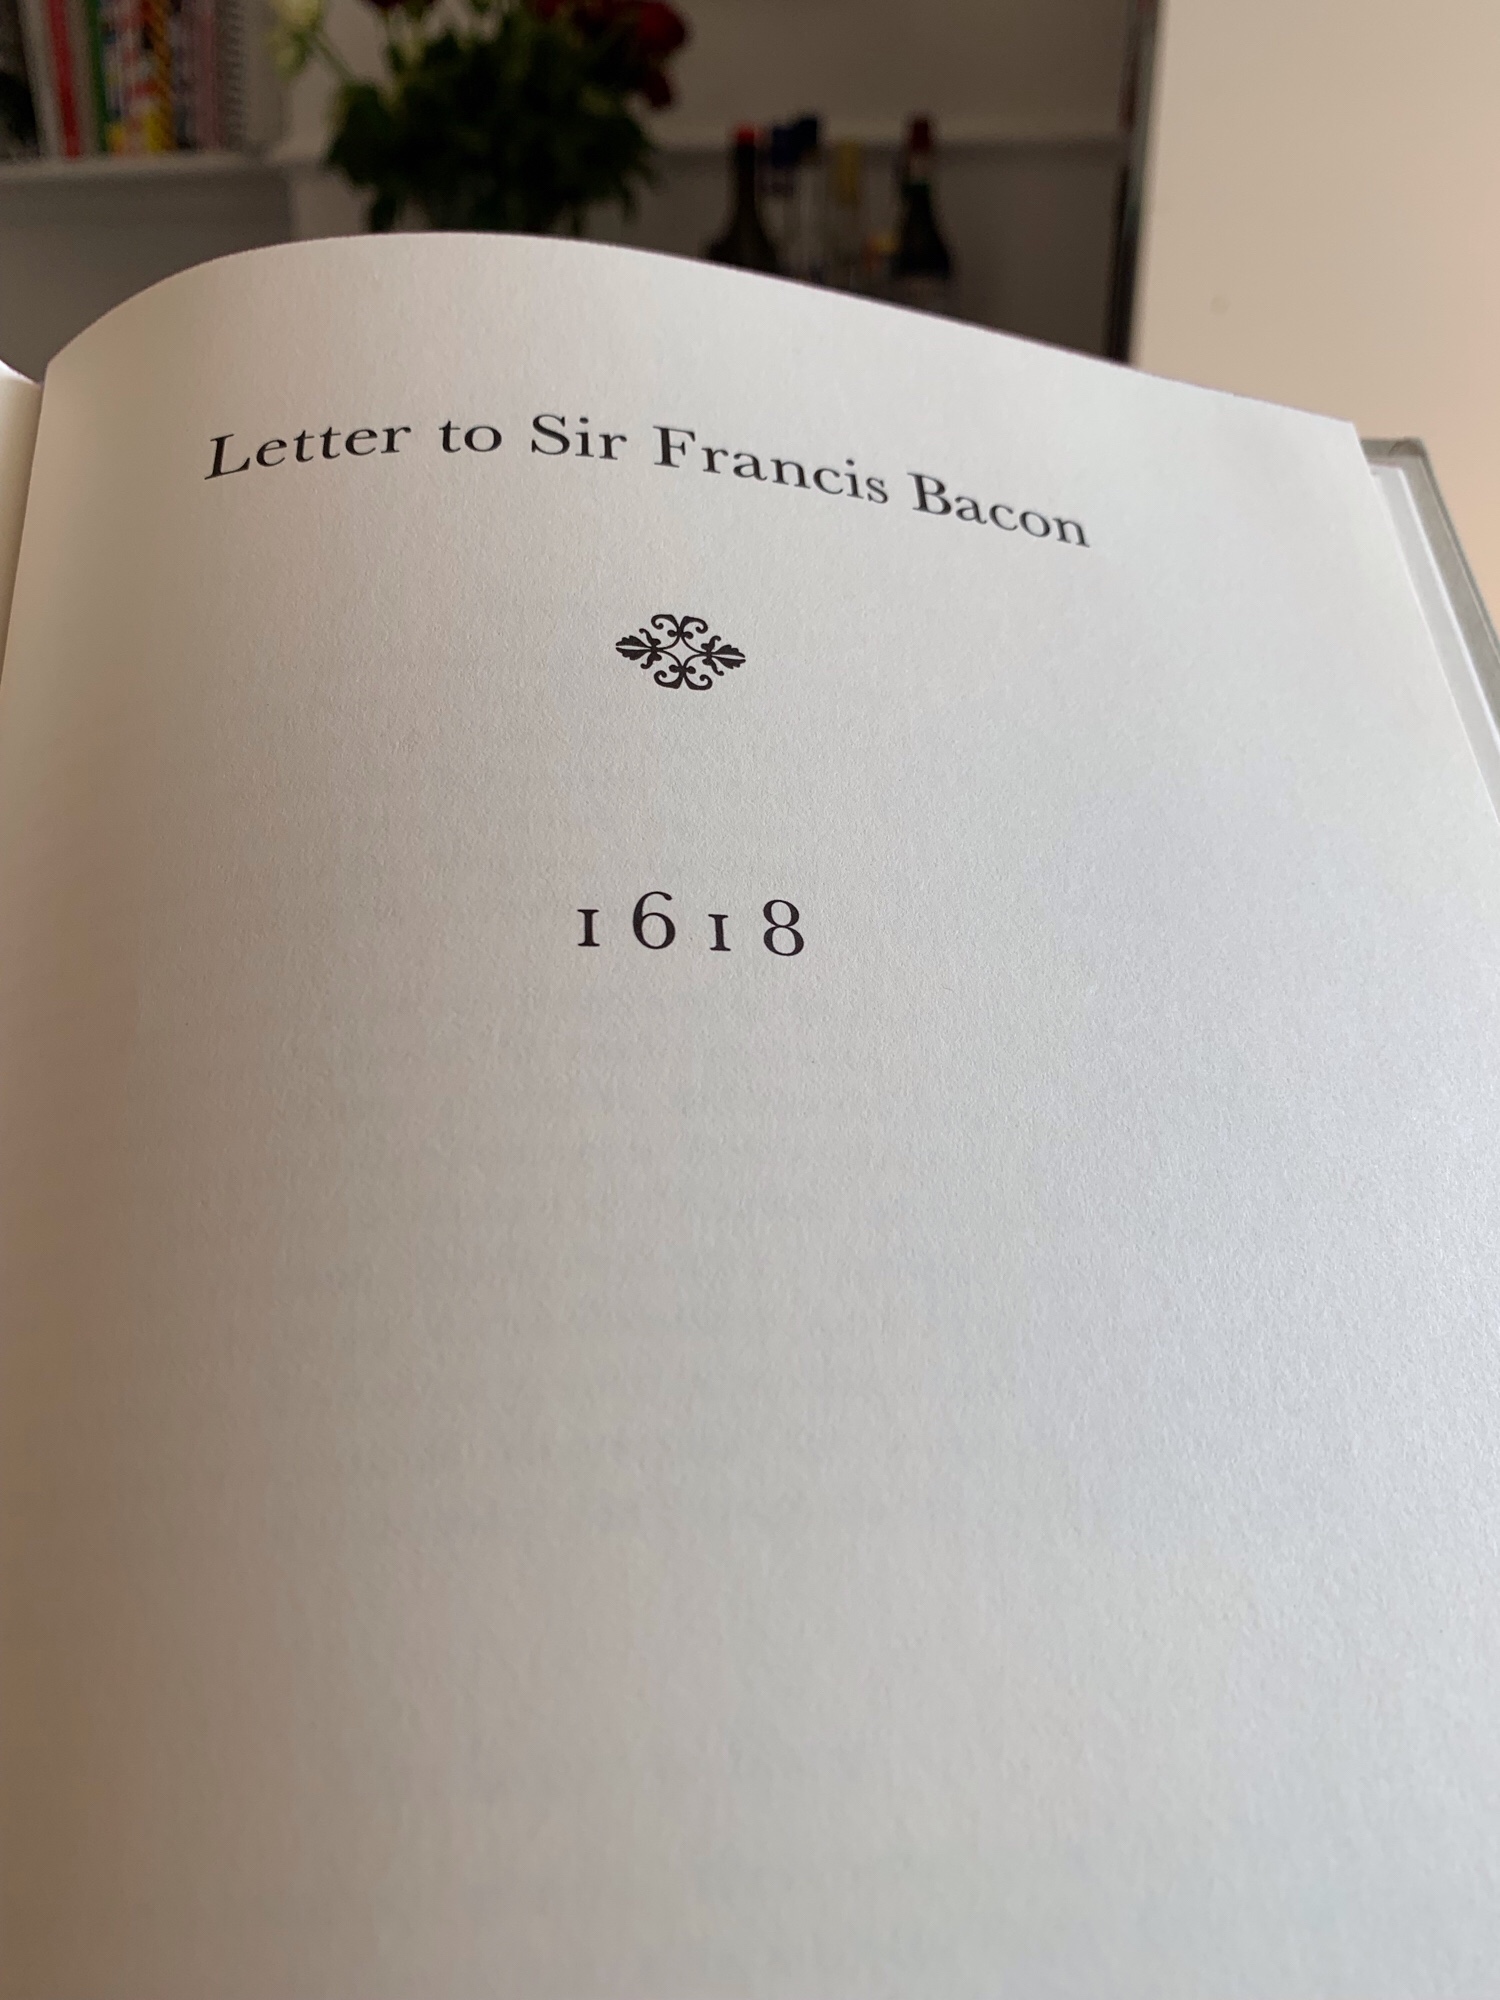 Letter to Sir Francis Bacon
1618